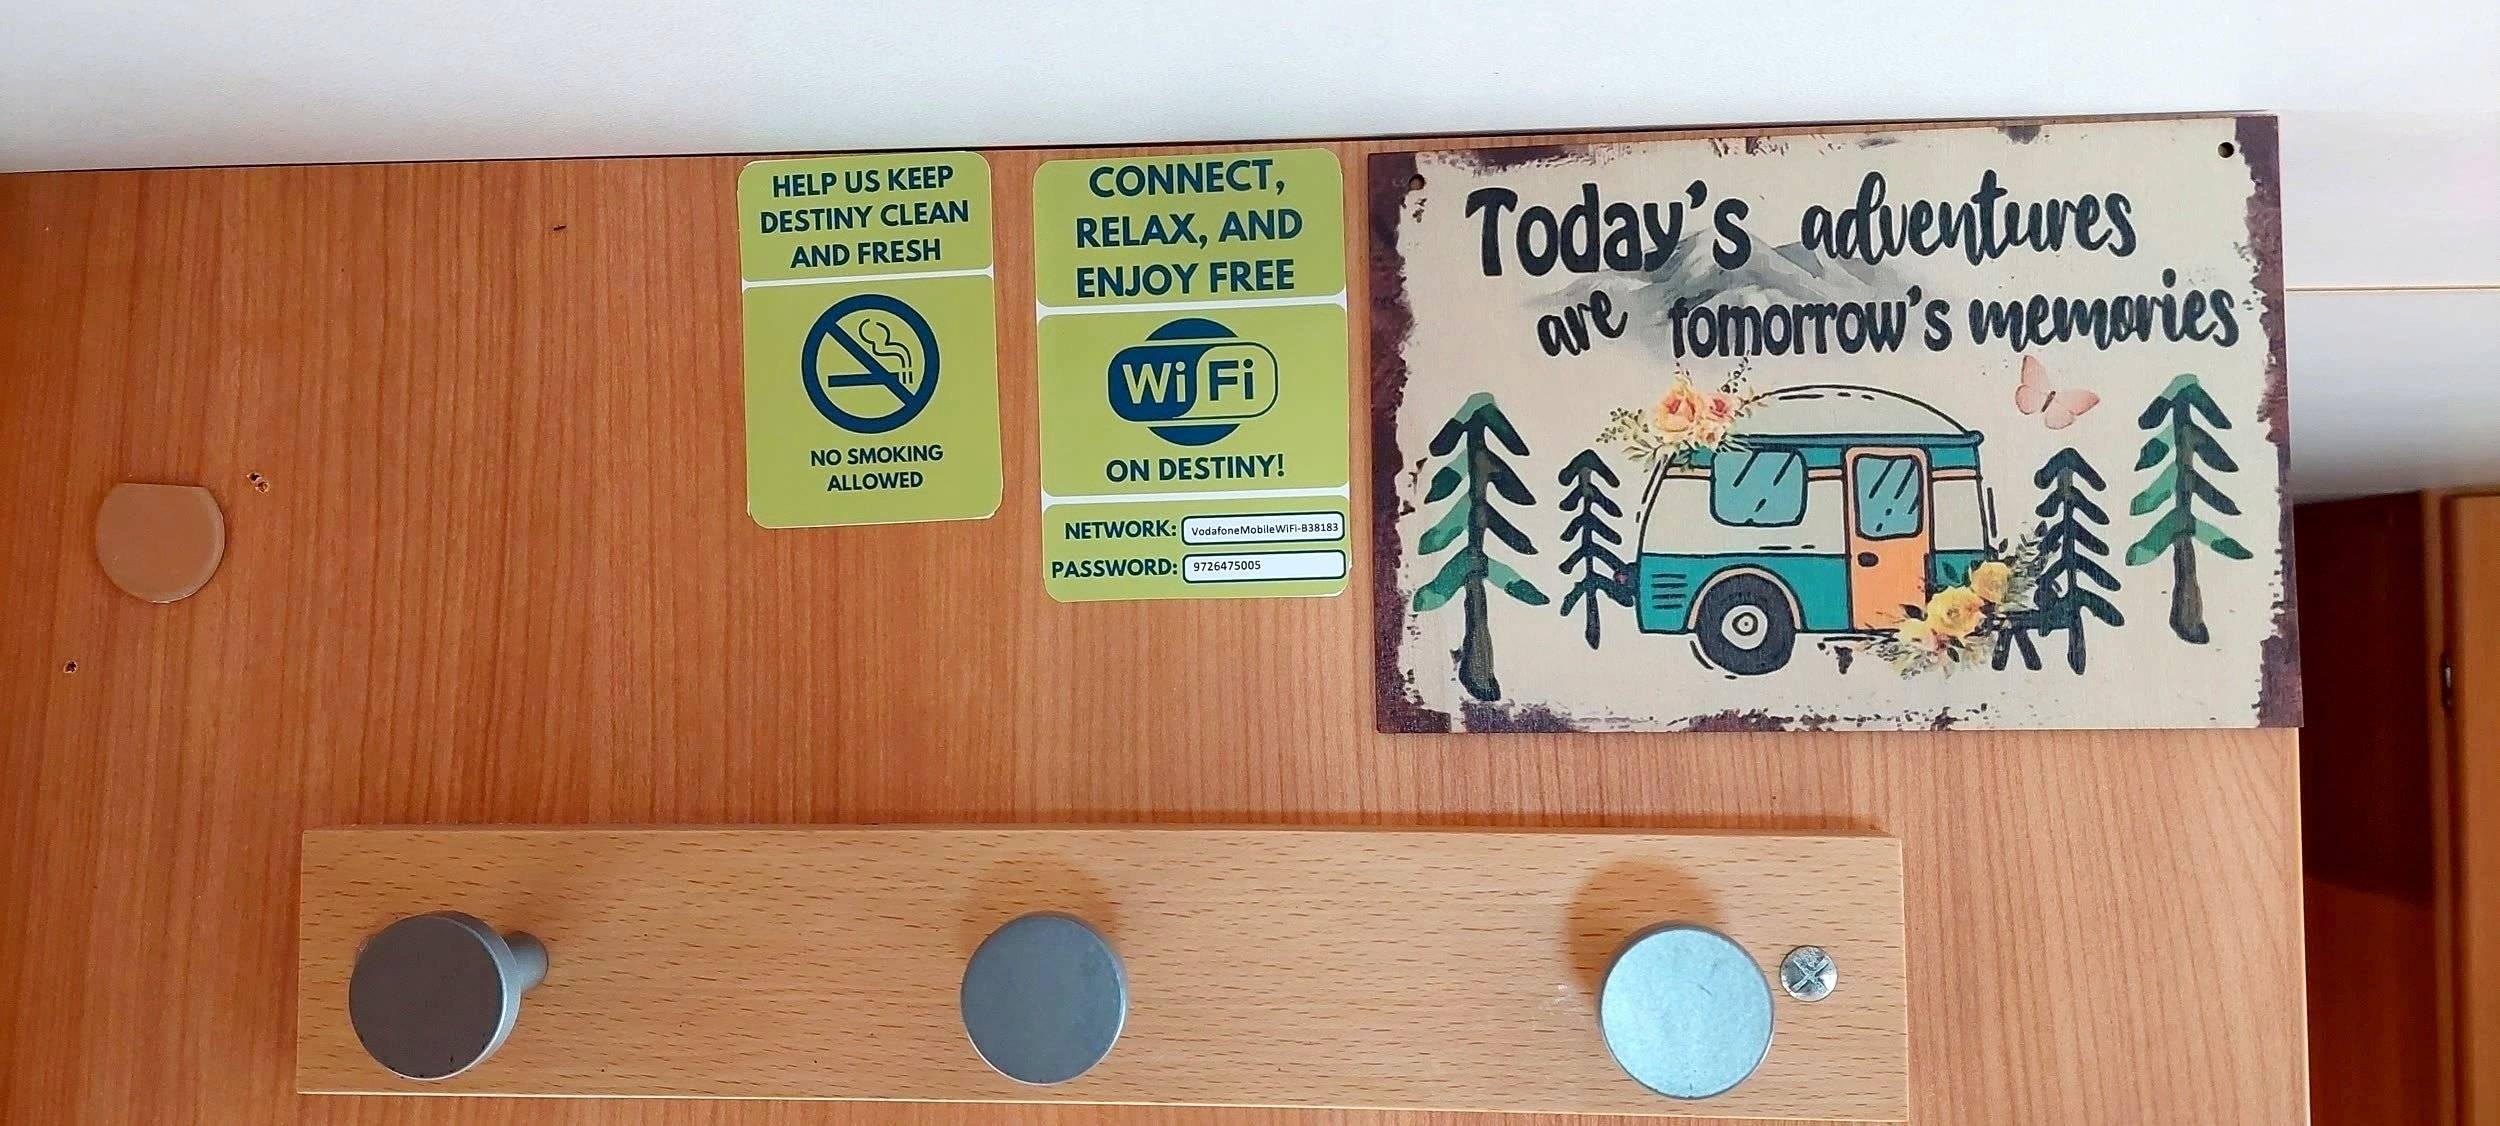 HELP US KEEP
DESTINY CLEAN
AND FRESH
NO SMOKING
ALLOWED
CONNECT,
RELAX, AND
ENJOY FREE
WiFi
ON DESTINY!
NETWORK: VodafoneMobileWiFi-B38183
PASSWORD: 9726475005
Today's adventures
are tomorrow's memories